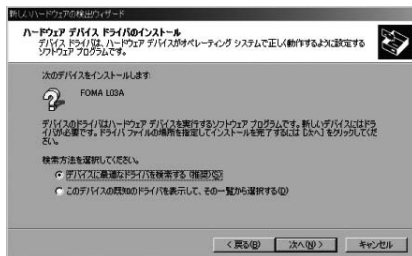 新しいハードウェアの検出ウィザード
ハードウェア デバイス ドライバのインストール
デバイス ドライバは、ハードウェア デバイスがオペレーティング システムで正しく動作するように設定する
ソフトウェア プログラムです。
次のデバイスをインストールします:
FOMA L03A
デバイスのドライバはハードウェア デバイスを実行するソフトウェア プログラムです。新しいデバイスにはドラ
イバが必要です。ドライバ ファイルの場所を指定してインストールを完了するには [次へ] をクリックしてくだ
さい。
検索方法を選択してください。
デバイスに最適なドライバを検索する (推奨)(S)
このデバイスの既知のドライバを表示して、その一覧から選択する(D)
< 戻る(B)
次へ(N) >
キャンセル